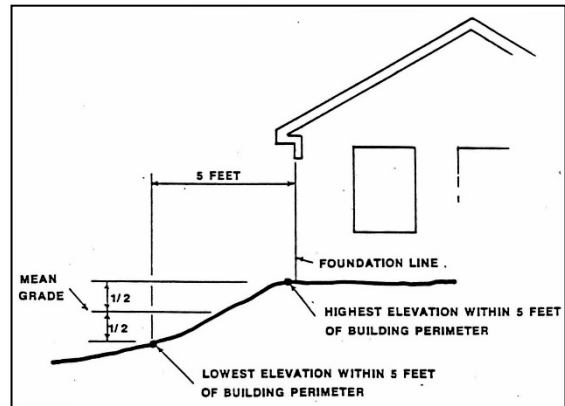 5 FEET
FOUNDATION LINE
MEAN
GRADE
1/2
1/2
HIGHEST ELEVATION WITHIN 5 FEET
OF BUILDING PERIMETER
LOWEST ELEVATION WITHIN 5 FEET
OF BUILDING PERIMETER